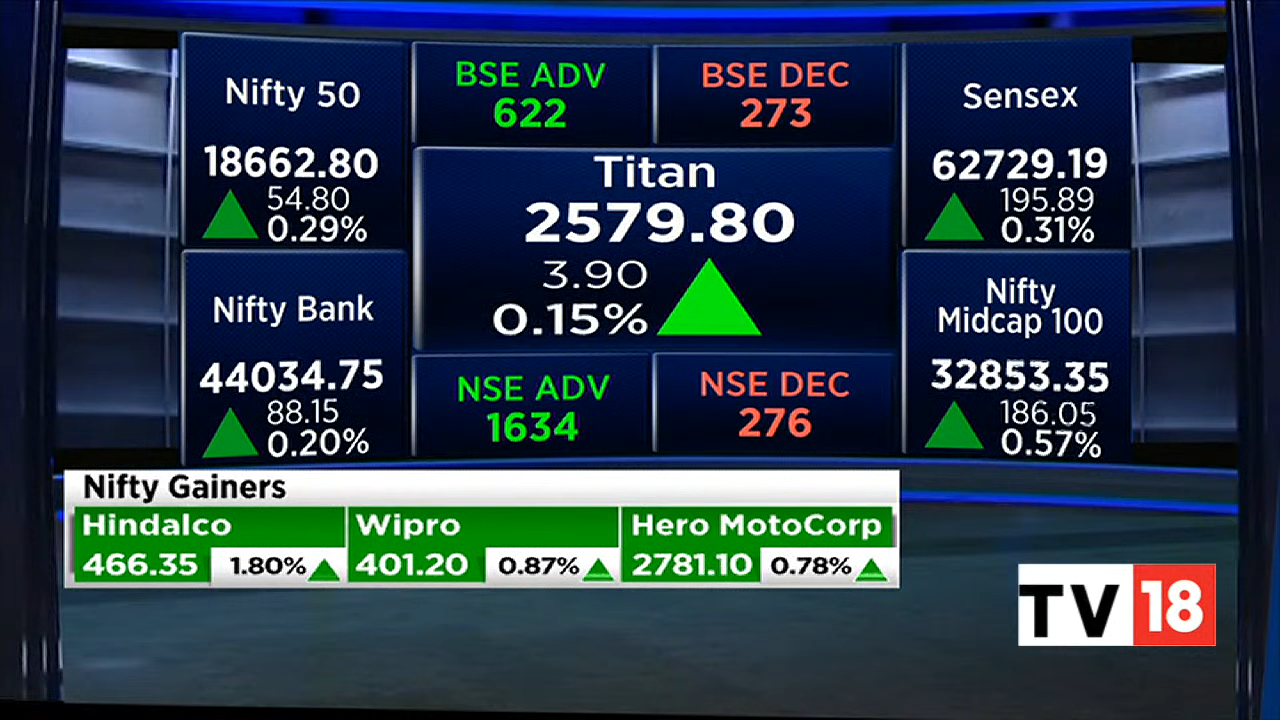 Nifty 50
18662.80
54.80
0.29%
BSE ADV
622
BSE DEC
273
Sensex
62729.19
195.89
0.31%
Titan
2579.80
3.90
0.15%
Nifty Bank
44034.75
88.15
0.20%
NSE ADV
1634
NSE DEC
276
Nifty
Midcap 100
32853.35
186.05
0.57%
Nifty Gainers
Hindalco
466.35 1.80%
Wipro
401.20 0.87%
Hero MotoCorp
2781.10 0.78%
TV18